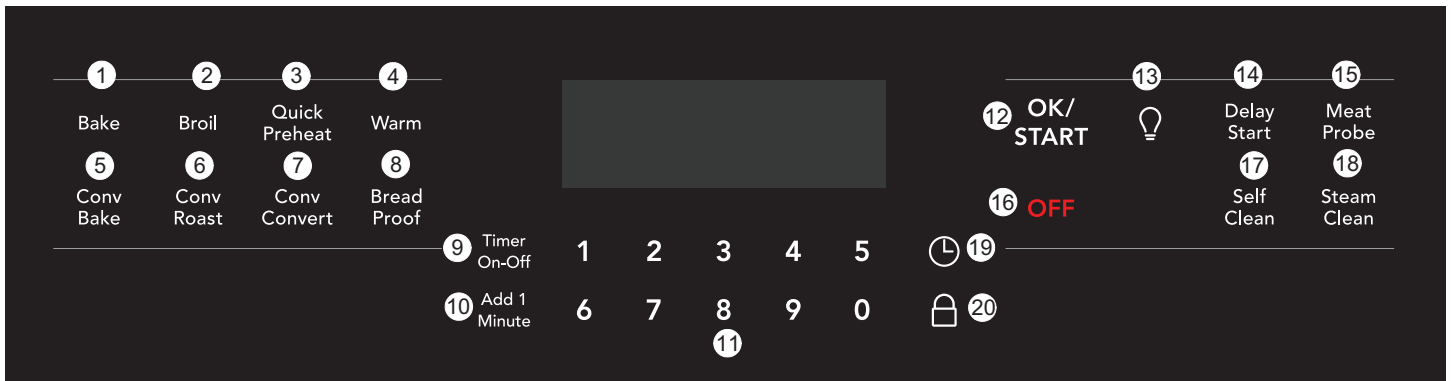 1 2 3 4
Bake Broil Quick Preheat Warm
5 6 7 8
Conv Bake Conv Roast Conv Convert Bread Proof
12 OK/ START
13 14 15
Delay Start Meat Probe
16 OFF
17 18
Self Clean Steam Clean
9 Timer On-Off 1 2 3 4 5 19
10 Add 1 Minute 6 7 8 9 0 20
11